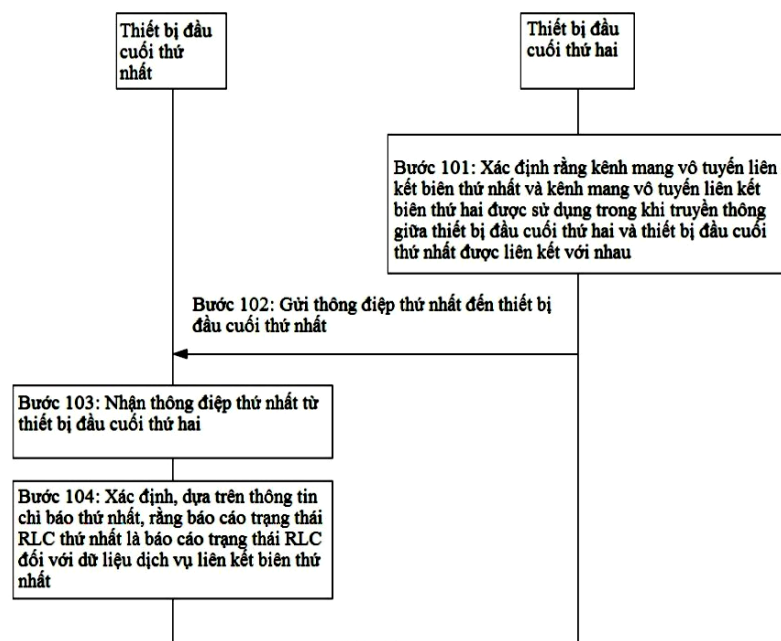 Thiết bị đầu
cuối thứ
nhất
Thiết bị đầu
cuối thứ hai
Bước 101: Xác định rằng kênh mang vô tuyến liên
kết biên thứ nhất và kênh mang vô tuyến liên kết
biên thứ hai được sử dụng trong khi truyền thông
giữa thiết bị đầu cuối thứ hai và thiết bị đầu cuối
thứ nhất được liên kết với nhau
Bước 102: Gửi thông điệp thứ nhất đến thiết bị
đầu cuối thứ nhất
Bước 103: Nhận thông điệp thứ nhất từ
thiết bị đầu cuối thứ hai
Bước 104: Xác định, dựa trên thông tin
chỉ báo thứ nhất, rằng báo cáo trạng thái
RLC thứ nhất là báo cáo trạng thái RLC
đối với dữ liệu dịch vụ liên kết biên thứ
nhất